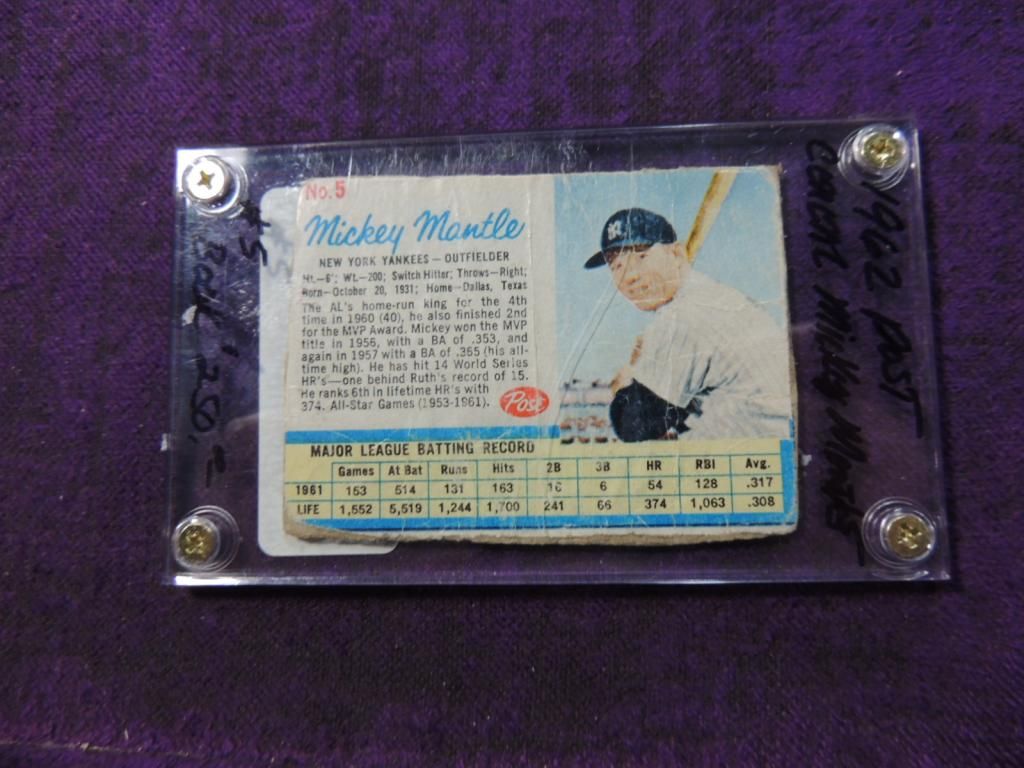 No.5
Mickey Mantle
NEW YORK YANKEES — OUTFIELDER
Ht.—6'; Wt.—200; Switch Hitter; Throws—Right;
Born—October 20, 1931; Home—Dallas, Texas
The AL's home-run king for the 4th
time in 1960 (40), he also finished 2nd
for the MVP Award. Mickey won the MVP
title in 1956, with a BA of .353, and
again in 1957 with a BA of .365 (his all-
time high). He has hit 14 World Series
HR's—one behind Ruth's record of 15.
He ranks 6th in lifetime HR's with
374. All-Star Games (1953-1961).
Post
MAJOR LEAGUE BATTING RECORD
Games At Bat Runs Hits 2B 3B HR RBI Avg.
1961 153 514 131 163 16 6 54 128 .317
LIFE 1,552 5,519 1,244 1,700 241 66 374 1,063 .308
1962 POST
Cereal
#5